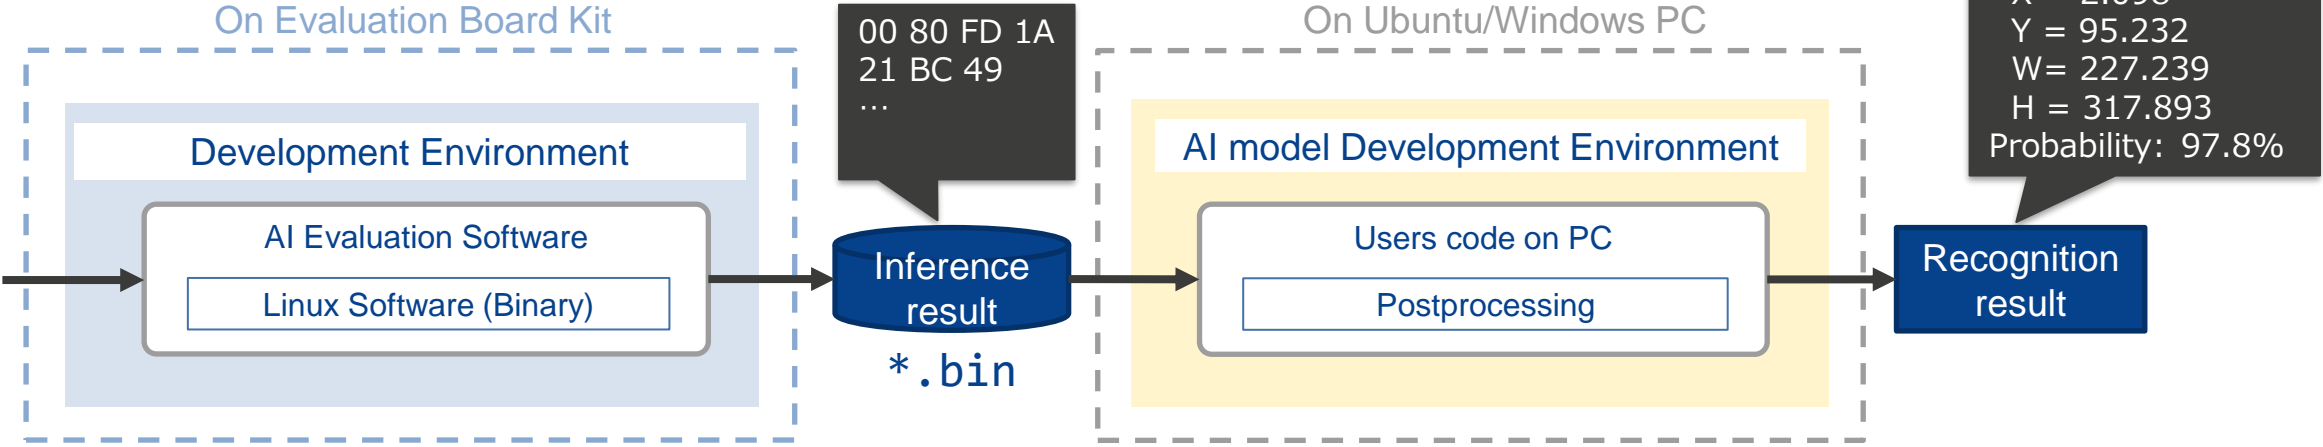 On Evaluation Board Kit
Development Environment
AI Evaluation Software
Linux Software (Binary)
00 80 FD 1A
21 BC 49
...
Inference
result
*.bin
On Ubuntu/Windows PC
AI model Development Environment
Users code on PC
Postprocessing
Y = 95.232
W= 227.239
H = 317.893
Probability: 97.8%
Recognition
result